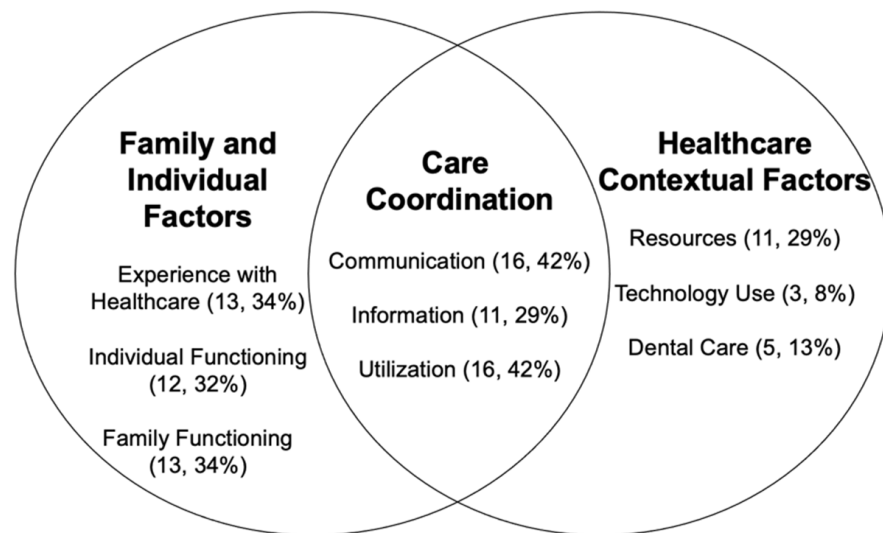 Family and
Individual
Factors
Experience with
Healthcare (13, 34%)
Individual Functioning
(12, 32%)
Family Functioning
(13, 34%)
Care
Coordination
Communication (16, 42%)
Information (11, 29%)
Utilization (16, 42%)
Healthcare
Contextual Factors
Resources (11, 29%)
Technology Use (3, 8%)
Dental Care (5, 13%)